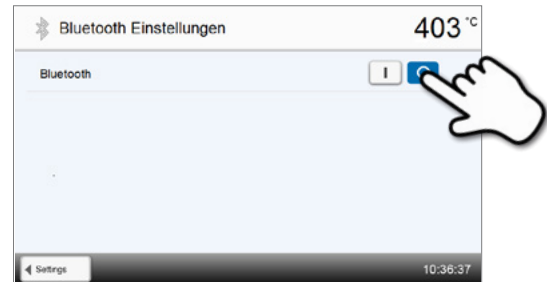 Bluetooth Einstellungen
403 °C
Bluetooth
I
Settings
10:36:37